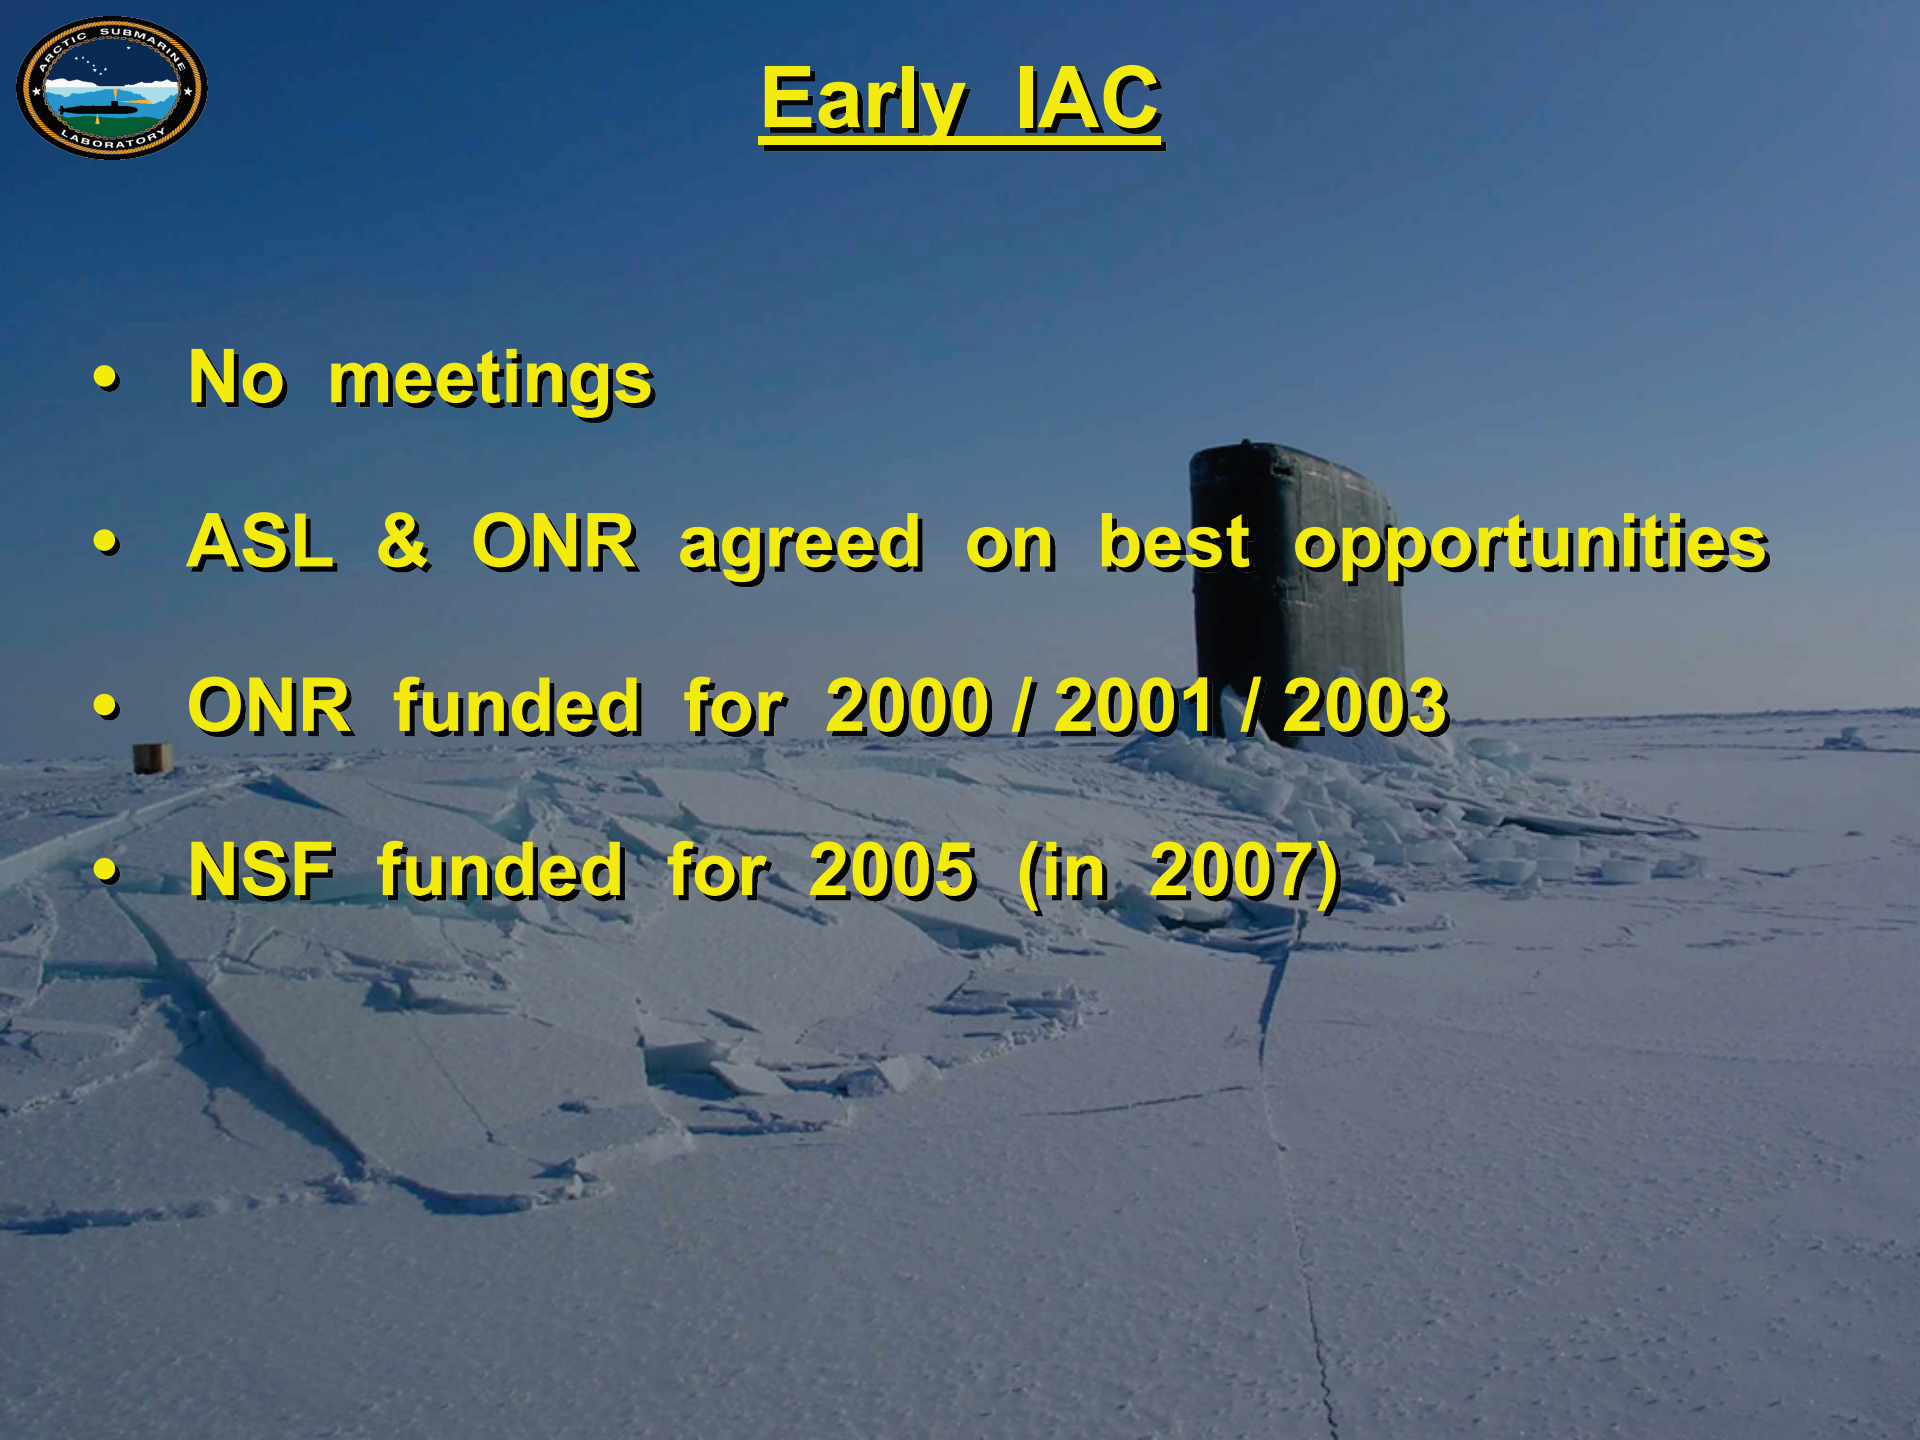 ARCTIC SUBMARINE
LABORATORY
Early IAC
• No meetings
• ASL & ONR agreed on best opportunities
• ONR funded for 2000 / 2001 / 2003
• NSF funded for 2005 (in 2007)